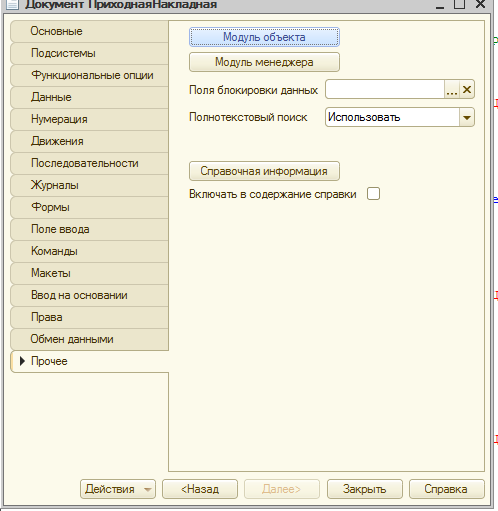 Документ ПриходнаяНакладная
Основные
Подсистемы
Функциональные опции
Данные
Нумерация
Движения
Последовательности
Журналы
Формы
Поле ввода
Команды
Макеты
Ввод на основании
Права
Обмен данными
Прочее
Модуль объекта
Модуль менеджера
Поля блокировки данных
...
Полнотекстовый поиск Использовать
Справочная информация
Включать в содержание справки
Действия <Назад Далее> Закрыть Справка